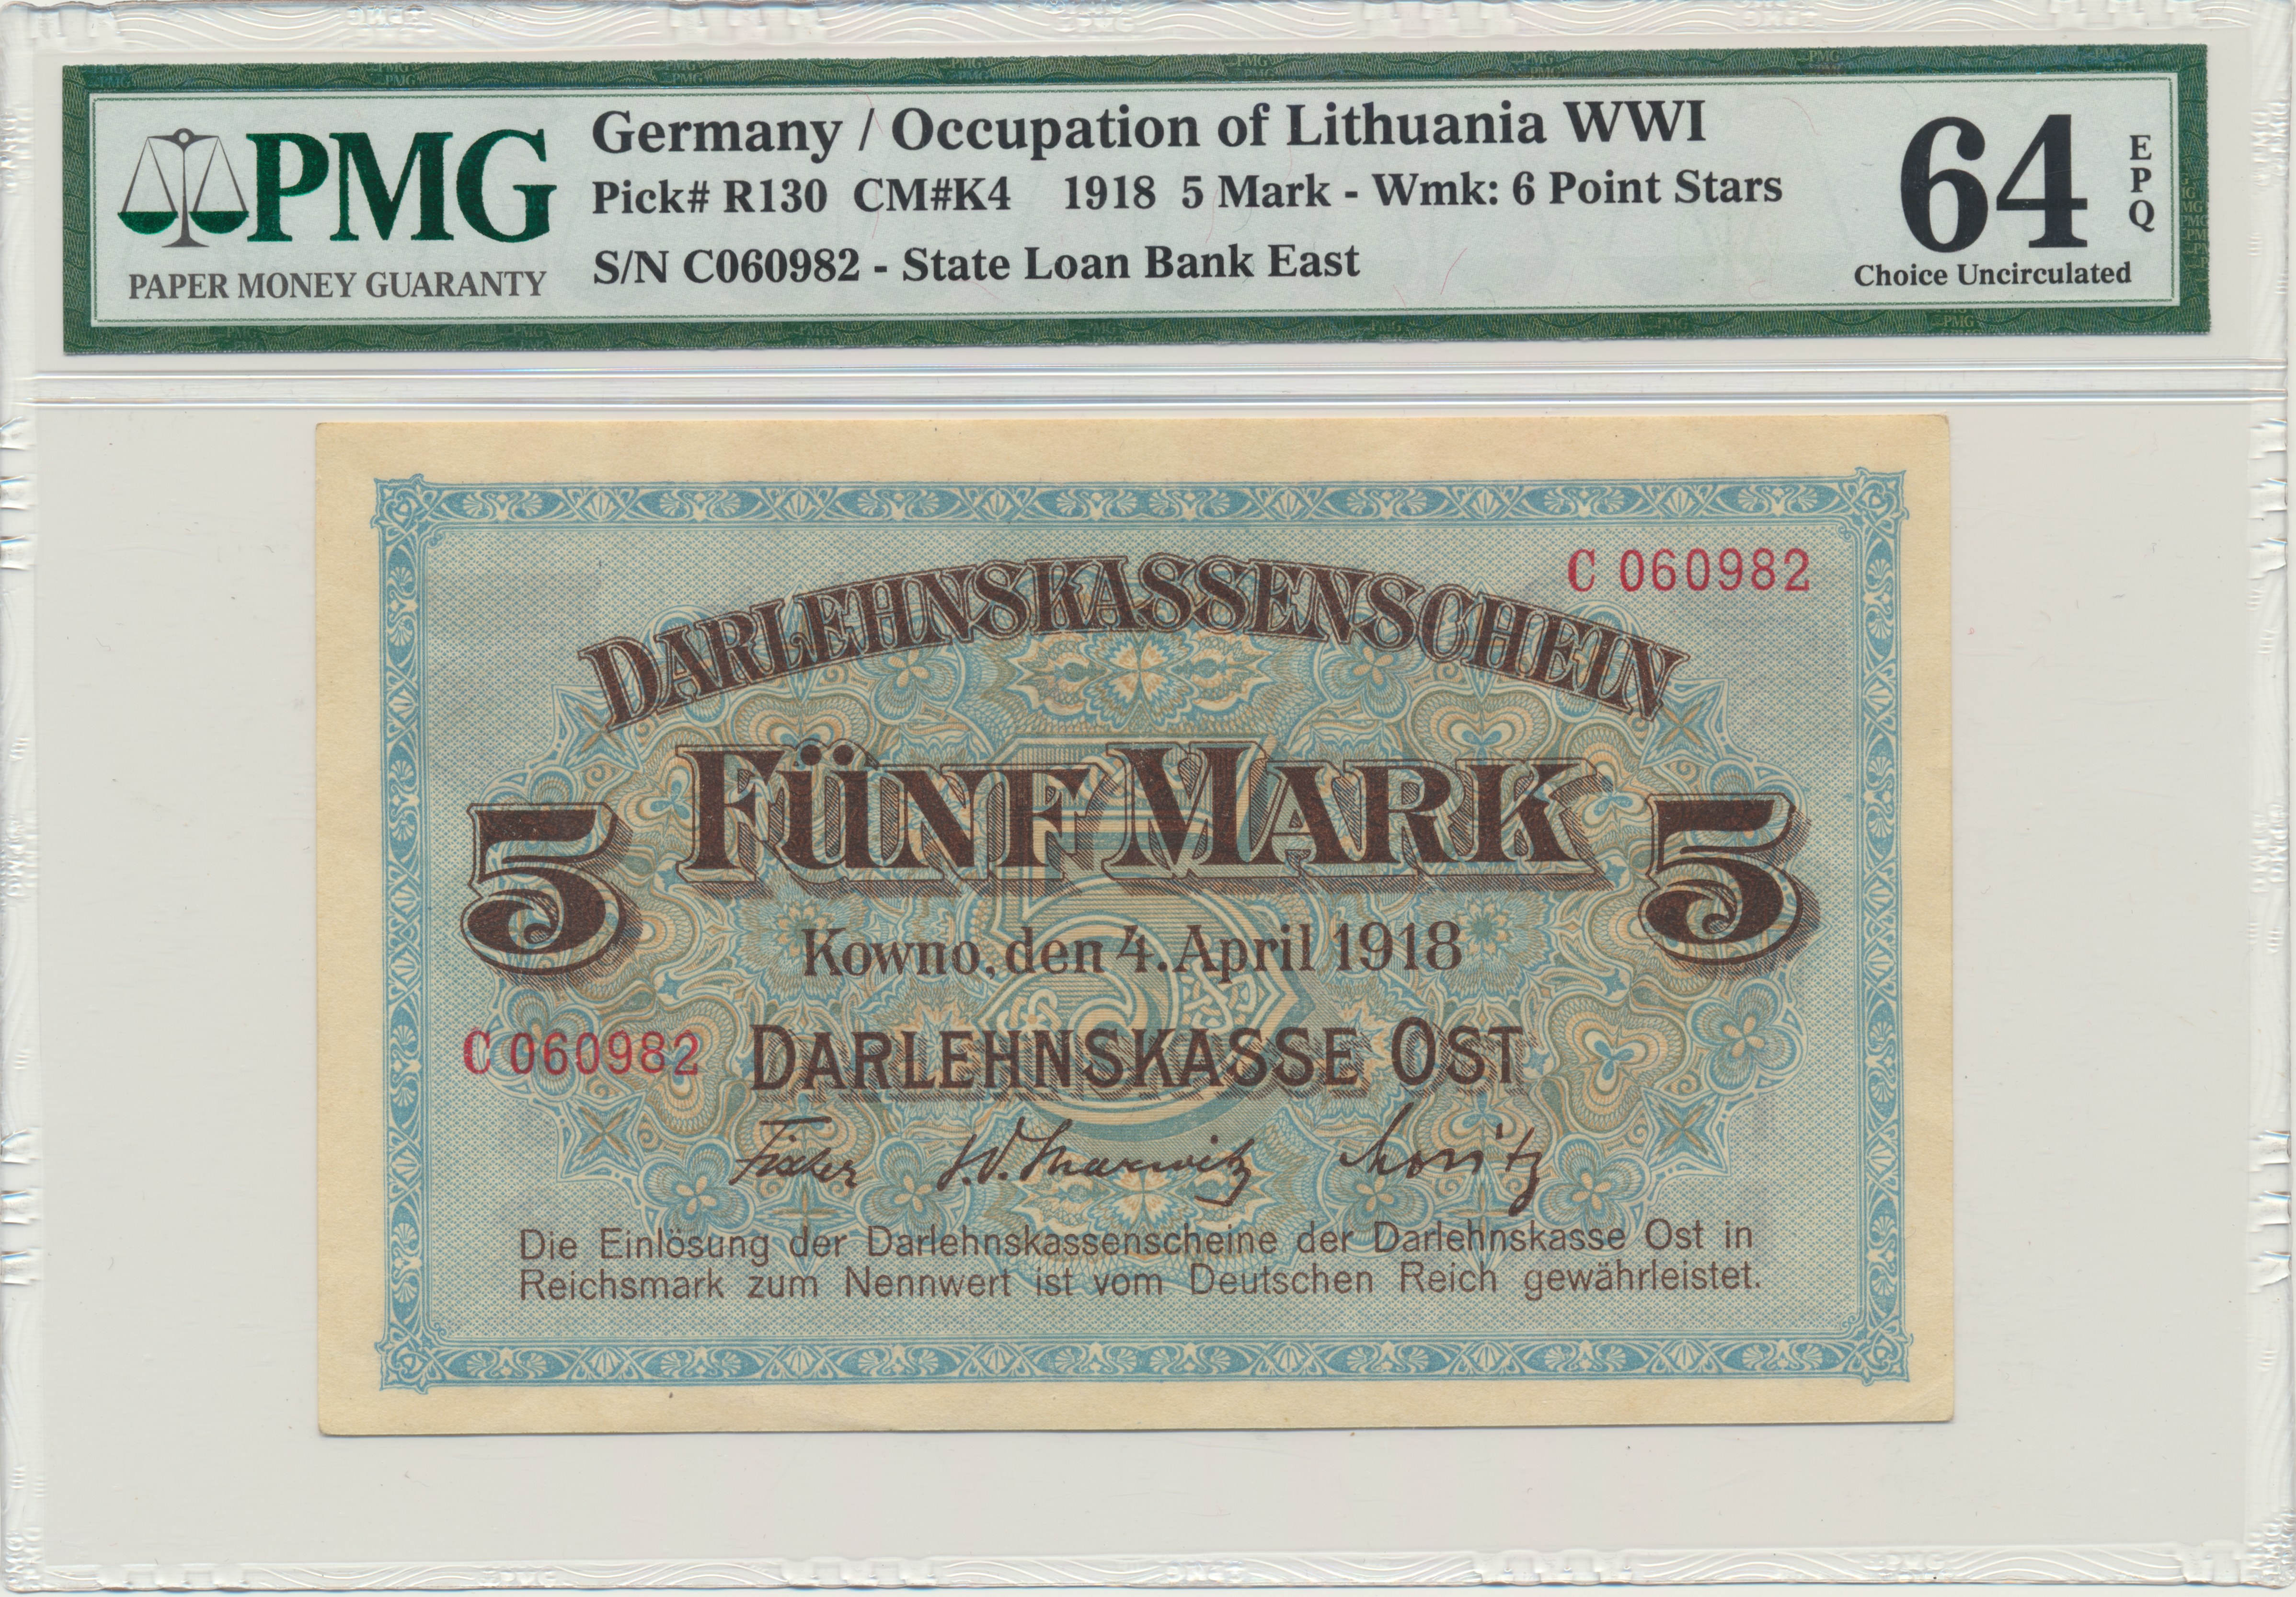 PMG
PAPER MONEY GUARANTY
Germany / Occupation of Lithuania WWI
Pick# R130 CM#K4 1918 5 Mark - Wmk: 6 Point Stars
S/N C060982 - State Loan Bank East
64
EPQ
Choice Uncirculated
C 060982
DARLEHNSKASSENSCHEIN
5 FÜNF MARK 5
Kowno, den 4. April 1918
C 060982
DARLEHNSKASSE OST
Fischer
Moritz
Die Einlösung der Darlehnskassenscheine der Darlehnskasse Ost in
Reichsmark zum Nennwert ist vom Deutschen Reich gewährleistet.